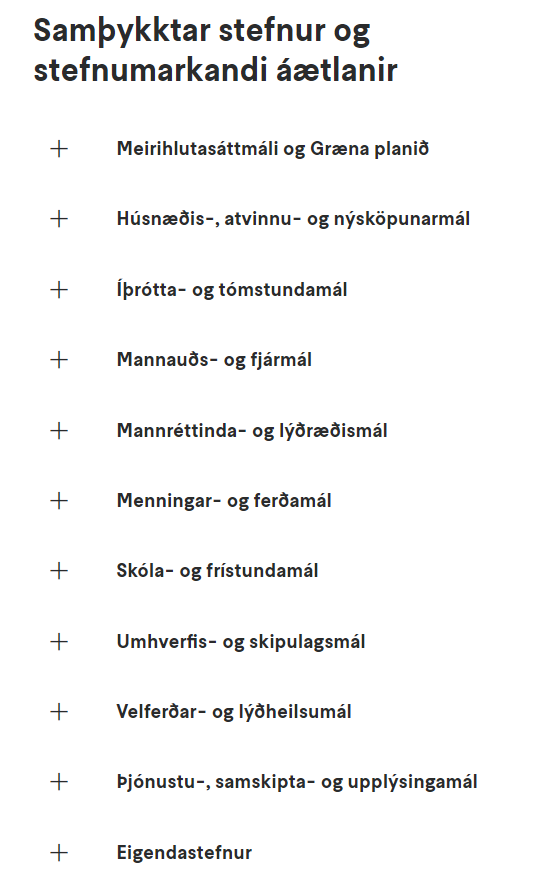 Samþykktar stefnur og
stefnumarkandi áætlanir
Meirihlutasáttmáli og Græna planið
Húsnæðis-, atvinnu- og nýsköpunarmál
Íþrótta- og tómstundamál
Mannauðs- og fjármál
Mannréttinda- og lýðræðismál
Menningar- og ferðamál
Skóla- og frístundamál
Umhverfis- og skipulagsmál
Velferðar- og lýðheilsumál
Þjónustu-, samskipta- og upplýsingamál
Eigendastefnur